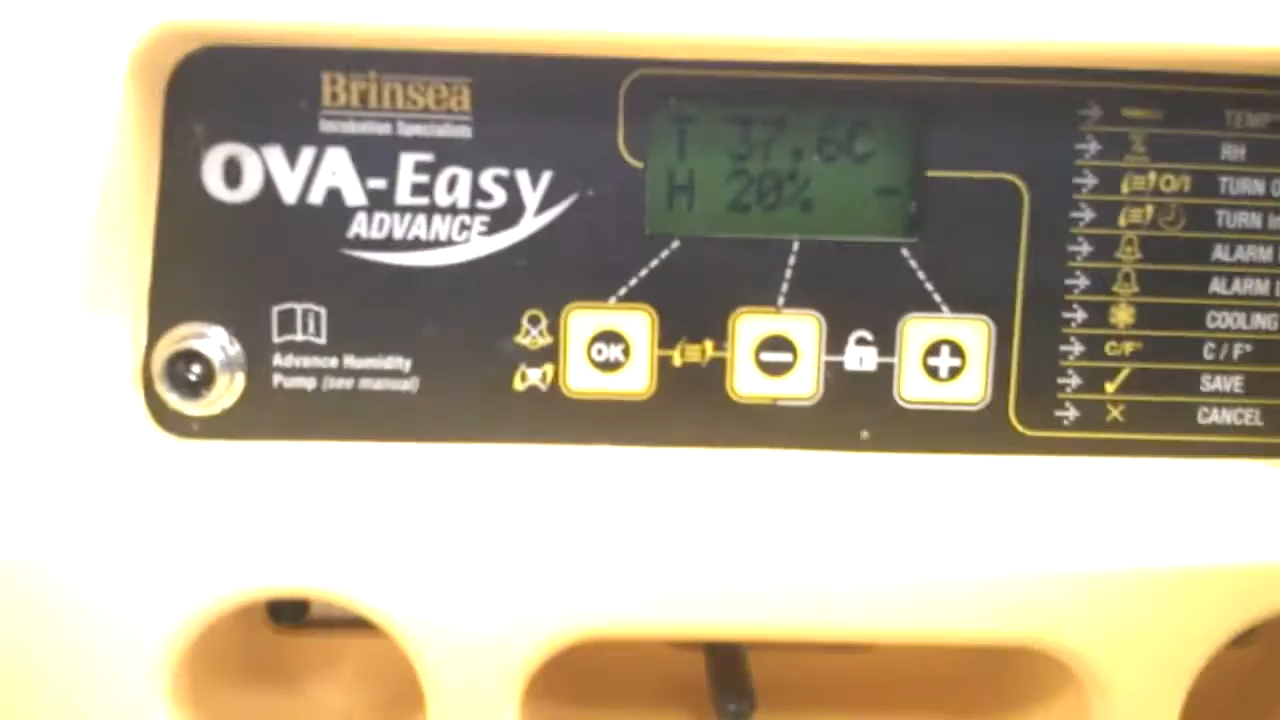 Brinsea
Incubation Specialists
OVA-Easy
ADVANCE
T 37.6C
H 20% -
Advance Humidity
Pump (see manual)
OK
TEMP
RH
O/I TURN
TURN
ALARM
ALARM
COOLING
C/F° C / F°
SAVE
CANCEL